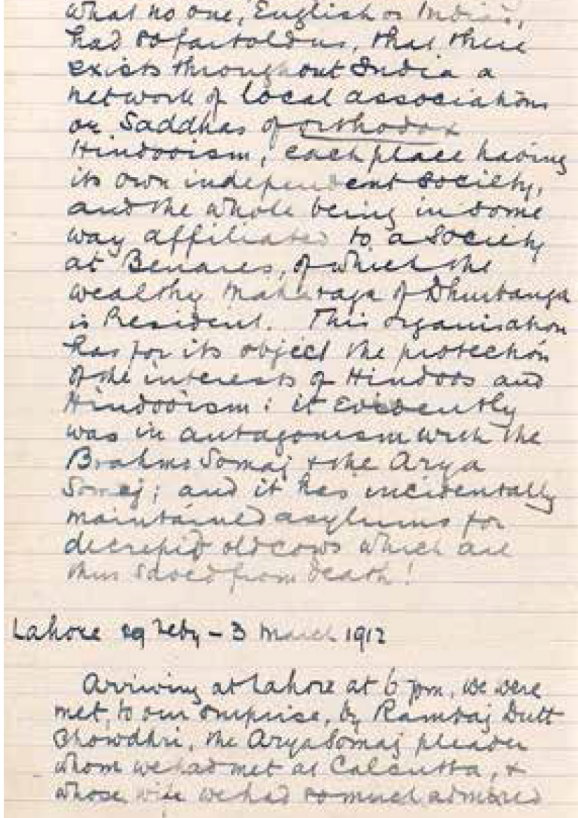 what no one, English or Indian,
had so far told us, that there
exists throughout India a
network of local associations
or Saddhas of orthodox
Hindooism, each place having
its own independent society,
and the whole being in some
way affiliated to a Society
at Benares, of which the
wealthy Maharaja of Dhurbanga
is President. This organisation
has for its object the protection
of the interests of Hindoos and
Hindooism: it evidently
was in antagonism with the
Brahmo Somaj & the Arya
Somaj; and it has incidentally
maintained asylums for
decrepid old cows which are
thus saved from death!
Lahore 29 Feby - 3 March 1912
Arriving at Lahore at 6 pm, we were
met, to our surprise, by Rambaj Dutt
Chowdhri, the Arya Somaj pleader
whom we had met at Calcutta, &
whose wife we had so much admired